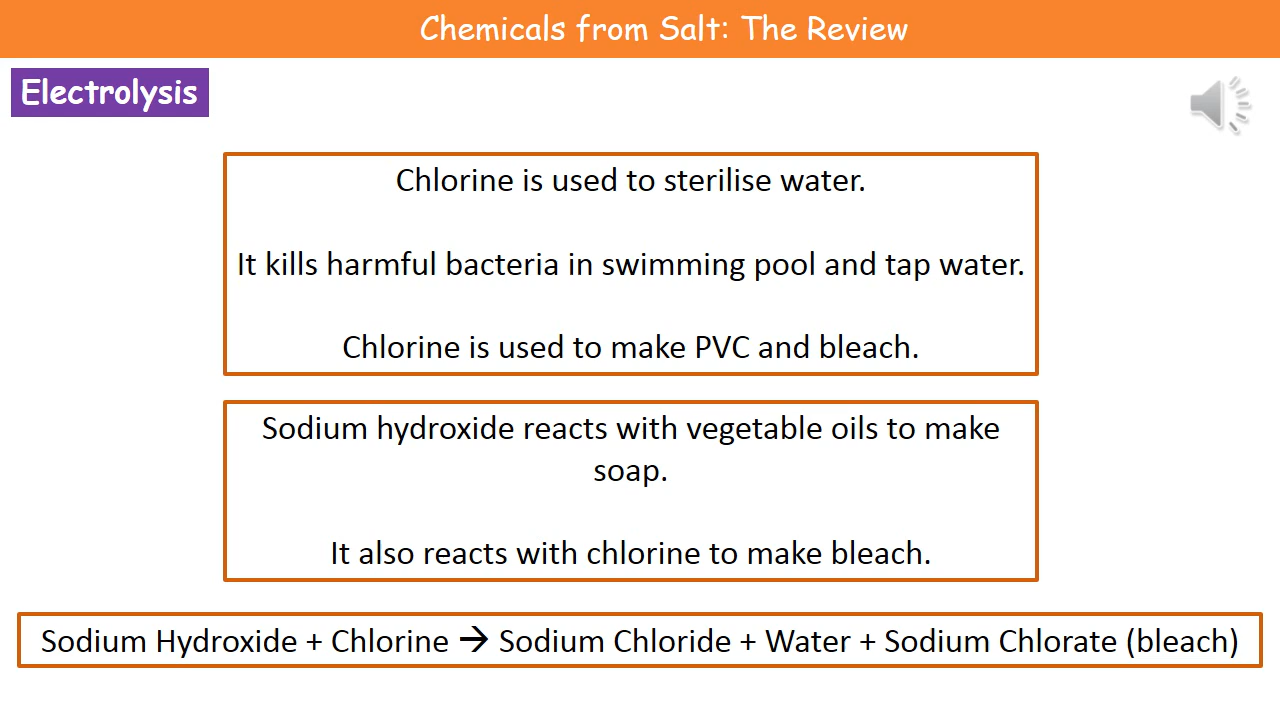 Chemicals from Salt: The Review
Electrolysis
Chlorine is used to sterilise water.
It kills harmful bacteria in swimming pool and tap water.
Chlorine is used to make PVC and bleach.
Sodium hydroxide reacts with vegetable oils to make
soap.
It also reacts with chlorine to make bleach.
Sodium Hydroxide + Chlorine → Sodium Chloride + Water + Sodium Chlorate (bleach)